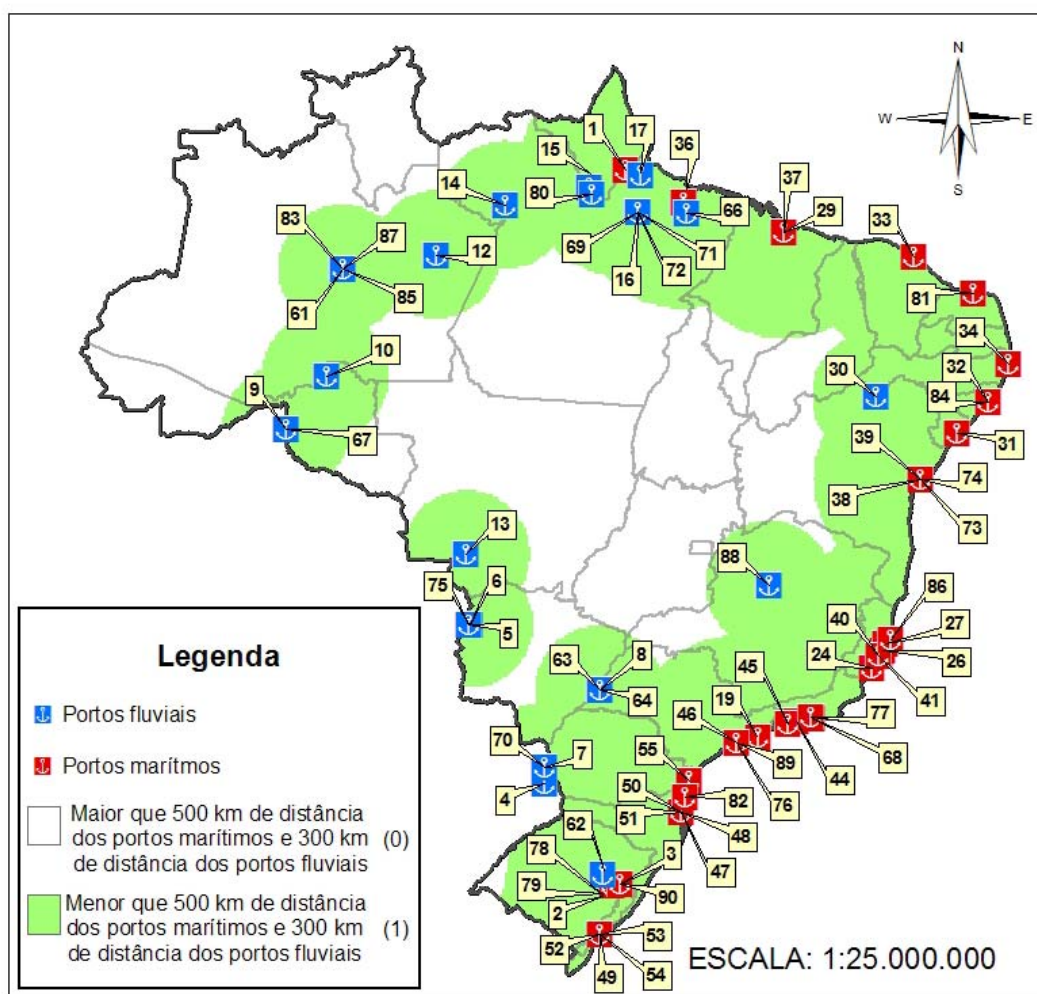 N
W E
S
1 17
15 36
37
14 80 29
33
83 87 12 66
69 71
16 72
81
61 85
34
10 30 32
9 84
67 39 31
74
38
73
13
88
75 6 86
5 40 27
63 8 45 24 26
64 41
46 19
77
70 7 55 89 68
4 50 82 44
76
62 51 48
78 3 47
79 90
2
53
52
49 54
Legenda
Portos fluviais
Portos marítmos
Maior que 500 km de distância
dos portos marítimos e 300 km (0)
de distância dos portos fluviais
Menor que 500 km de distância
dos portos marítimos e 300 km (1)
de distância dos portos fluviais
ESCALA: 1:25.000.000